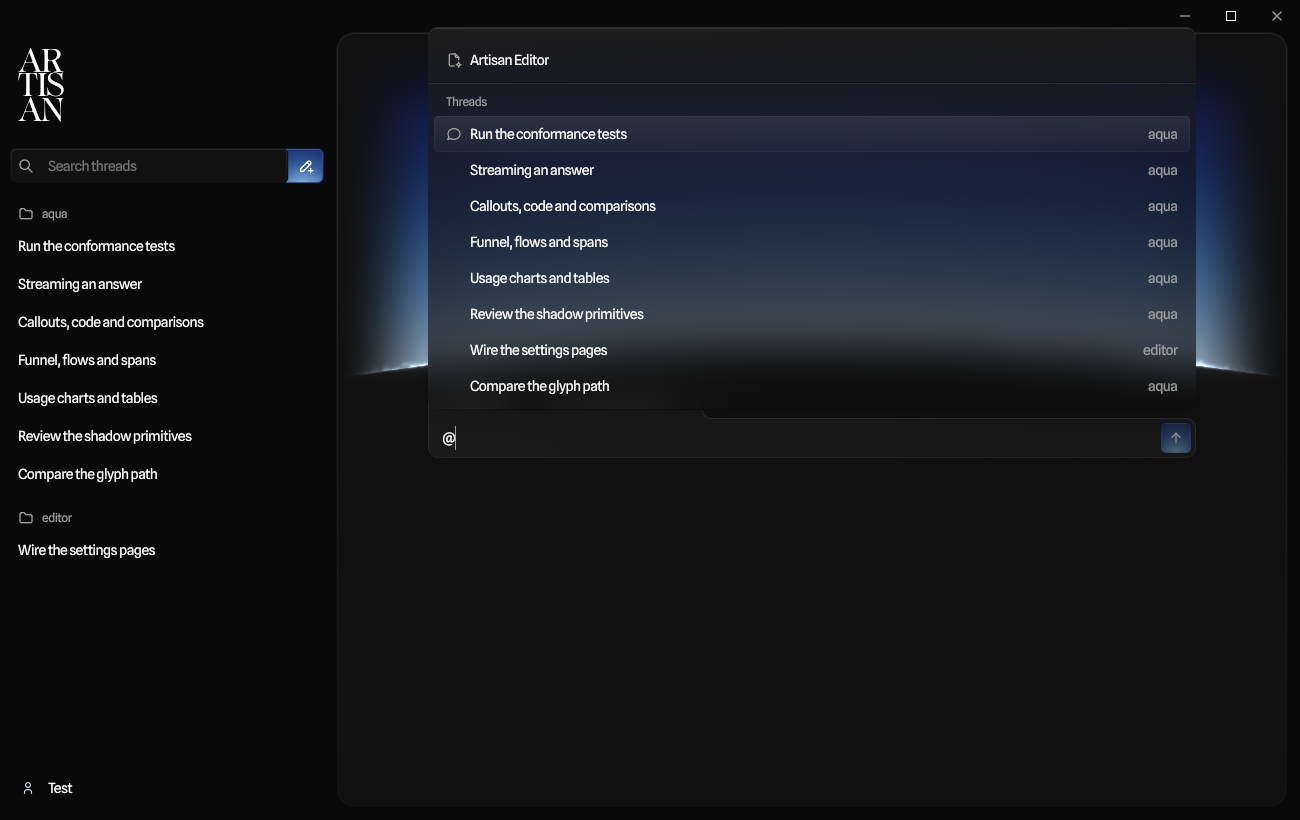 AR
TIS
AN
Search threads
aqua
Run the conformance tests
Streaming an answer
Callouts, code and comparisons
Funnel, flows and spans
Usage charts and tables
Review the shadow primitives
Compare the glyph path
editor
Wire the settings pages
Test
Artisan Editor
Threads
Run the conformance tests aqua
Streaming an answer aqua
Callouts, code and comparisons aqua
Funnel, flows and spans aqua
Usage charts and tables aqua
Review the shadow primitives aqua
Wire the settings pages editor
Compare the glyph path aqua
@